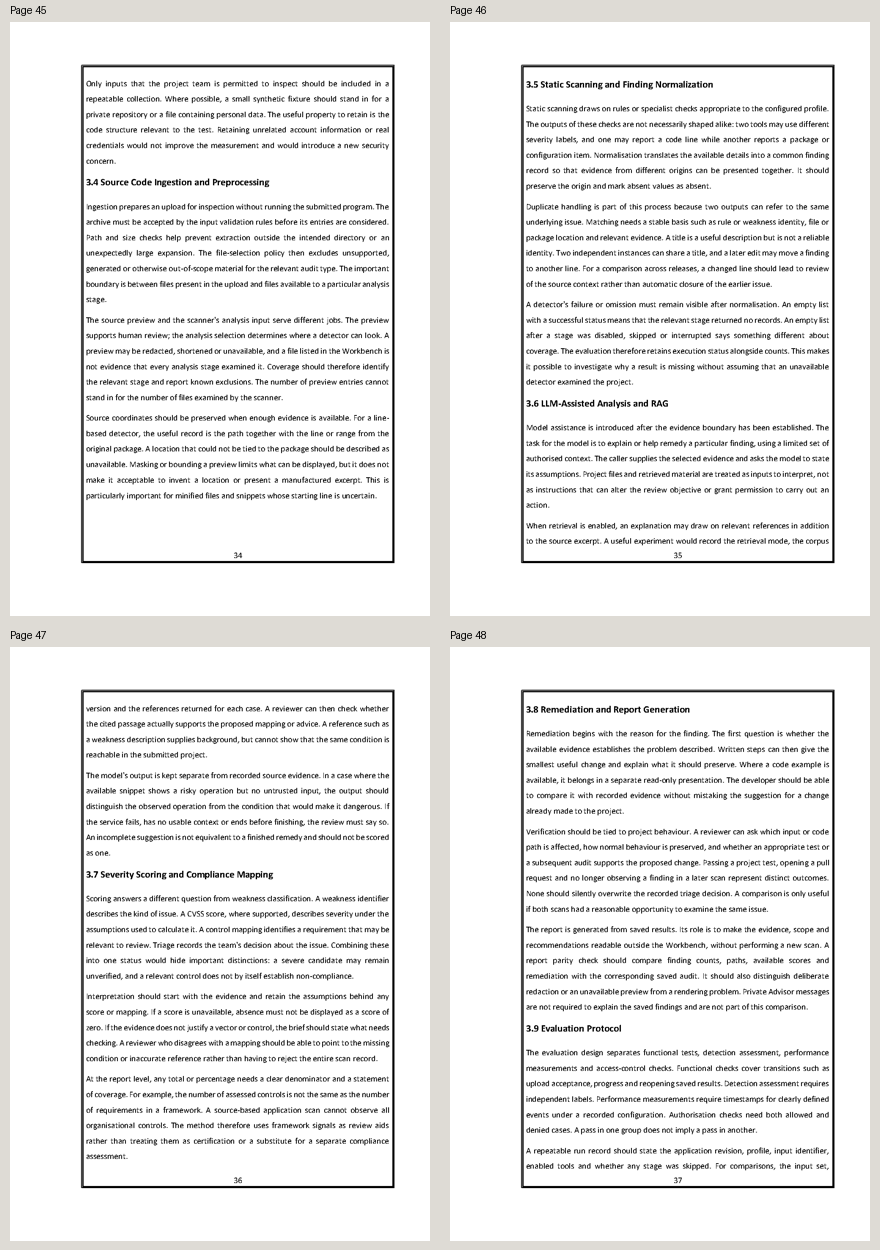 Page 45
Only inputs that the project team is permitted to inspect should be included in a
repeatable collection. Where possible, a small synthetic fixture should stand in for a
private repository or a file containing personal data. The useful property to retain is the
code structure relevant to the test. Retaining unrelated account information or real
credentials would not improve the measurement and would introduce a new security
concern.
3.4 Source Code Ingestion and Preprocessing
Ingestion prepares an upload for inspection without running the submitted program. The
archive must be accepted by the input validation rules before its entries are considered.
Path and size checks help prevent extraction outside the intended directory or an
unexpectedly large expansion. The file-selection policy then excludes unsupported,
generated or otherwise out-of-scope material for the relevant audit type. The important
boundary is between files present in the upload and files available to a particular analysis
stage.
The source preview and the scanner's analysis input serve different jobs. The preview
supports human review; the analysis selection determines where a detector can look. A
preview may be redacted, shortened or unavailable, and a file listed in the Workbench is
not evidence that every analysis stage examined it. Coverage should therefore identify
the relevant stage and report known exclusions. The number of preview entries cannot
stand in for the number of files examined by the scanner.
Source coordinates should be preserved when enough evidence is available. For a line-
based detector, the useful record is the path together with the line or range from the
original package. A location that could not be tied to the package should be described as
unavailable. Masking or bounding a preview limits what can be displayed, but it does not
make it acceptable to invent a location or present a manufactured excerpt. This is
particularly important for minified files and snippets whose starting line is uncertain.
34
Page 46
3.5 Static Scanning and Finding Normalization
Static scanning draws on rules or specialist checks appropriate to the configured profile.
The outputs of these checks are not necessarily shaped alike: two tools may use different
severity labels, and one may report a code line while another reports a package or
configuration item. Normalisation translates the available details into a common finding
record so that evidence from different origins can be presented together. It should
preserve the origin and mark absent values as absent.
Duplicate handling is part of this process because two outputs can refer to the same
underlying issue. Matching needs a stable basis such as rule or weakness identity, file or
package location and relevant evidence. A title is a useful description but is not a reliable
identity. Two independent instances can share a title, and a later edit may move a finding
to another line. For a comparison across releases, a changed line should lead to review
of the source context rather than automatic closure of the earlier issue.
A detector's failure or omission must remain visible after normalisation. An empty list
with a successful status means that the relevant stage returned no records. An empty list
after a stage was disabled, skipped or interrupted says something different about
coverage. The evaluation therefore retains execution status alongside counts. This makes
it possible to investigate why a result is missing without assuming that an unavailable
detector examined the project.
3.6 LLM-Assisted Analysis and RAG
Model assistance is introduced after the evidence boundary has been established. The
task for the model is to explain or help remedy a particular finding, using a limited set of
authorised context. The caller supplies the selected evidence and asks the model to state
its assumptions. Project files and retrieved material are treated as inputs to interpret, not
as instructions that can alter the review objective or grant permission to carry out an
action.
When retrieval is enabled, an explanation may draw on relevant references in addition
to the source excerpt. A useful experiment would record the retrieval mode, the corpus
35
Page 47
version and the references returned for each case. A reviewer can then check whether
the cited passage actually supports the proposed mapping or advice. A reference such as
a weakness description supplies background, but cannot show that the same condition is
reachable in the submitted project.
The model's output is kept separate from recorded source evidence. In a case where the
available snippet shows a risky operation but no untrusted input, the output should
distinguish the observed operation from the condition that would make it dangerous. If
the service fails, has no usable context or ends before finishing, the review must say so.
An incomplete suggestion is not equivalent to a finished remedy and should not be scored
as one.
3.7 Severity Scoring and Compliance Mapping
Scoring answers a different question from weakness classification. A weakness identifier
describes the kind of issue. A CVSS score, where supported, describes severity under the
assumptions used to calculate it. A control mapping identifies a requirement that may be
relevant to review. Triage records the team's decision about the issue. Combining these
into one status would hide important distinctions: a severe candidate may remain
unverified, and a relevant control does not by itself establish non-compliance.
Interpretation should start with the evidence and retain the assumptions behind any
score or mapping. If a score is unavailable, absence must not be displayed as a score of
zero. If the evidence does not justify a vector or control, the brief should state what needs
checking. A reviewer who disagrees with a mapping should be able to point to the missing
condition or inaccurate reference rather than having to reject the entire scan record.
At the report level, any total or percentage needs a clear denominator and a statement
of coverage. For example, the number of assessed controls is not the same as the number
of requirements in a framework. A source-based application scan cannot observe all
organisational controls. The method therefore uses framework signals as review aids
rather than treating them as certification or a substitute for a separate compliance
assessment.
36
Page 48
3.8 Remediation and Report Generation
Remediation begins with the reason for the finding. The first question is whether the
available evidence establishes the problem described. Written steps can then give the
smallest useful change and explain what it should preserve. Where a code example is
available, it belongs in a separate read-only presentation. The developer should be able
to compare it with recorded evidence without mistaking the suggestion for a change
already made to the project.
Verification should be tied to project behaviour. A reviewer can ask which input or code
path is affected, how normal behaviour is preserved, and whether an appropriate test or
a subsequent audit supports the proposed change. Passing a project test, opening a pull
request and no longer observing a finding in a later scan represent distinct outcomes.
None should silently overwrite the recorded triage decision. A comparison is only useful
if both scans had a reasonable opportunity to examine the same issue.
The report is generated from saved results. Its role is to make the evidence, scope and
recommendations readable outside the Workbench, without performing a new scan. A
report parity check should compare finding counts, paths, available scores and
remediation with the corresponding saved audit. It should also distinguish deliberate
redaction or an unavailable preview from a rendering problem. Private Advisor messages
are not required to explain the saved findings and are not part of this comparison.
3.9 Evaluation Protocol
The evaluation design separates functional tests, detection assessment, performance
measurements and access-control checks. Functional checks cover transitions such as
upload acceptance, progress and reopening saved results. Detection assessment requires
independent labels. Performance measurements require timestamps for clearly defined
events under a recorded configuration. Authorisation checks need both allowed and
denied cases. A pass in one group does not imply a pass in another.
A repeatable run record should state the application revision, profile, input identifier,
enabled tools and whether any stage was skipped. For comparisons, the input set,
37